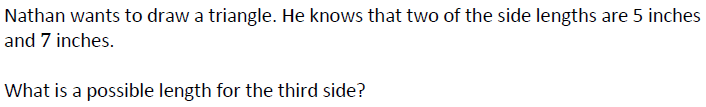 Nathan wants to draw a triangle. He knows that two of the side lengths are 5 inches
and 7 inches.
What is a possible length for the third side?